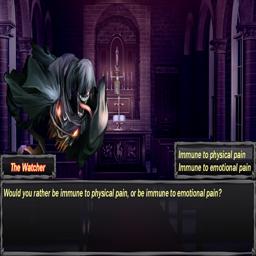 Immune to physical pain
Immune to emotional pain
The Watcher
Would you rather be immune to physical pain, or be immune to emotional pain?